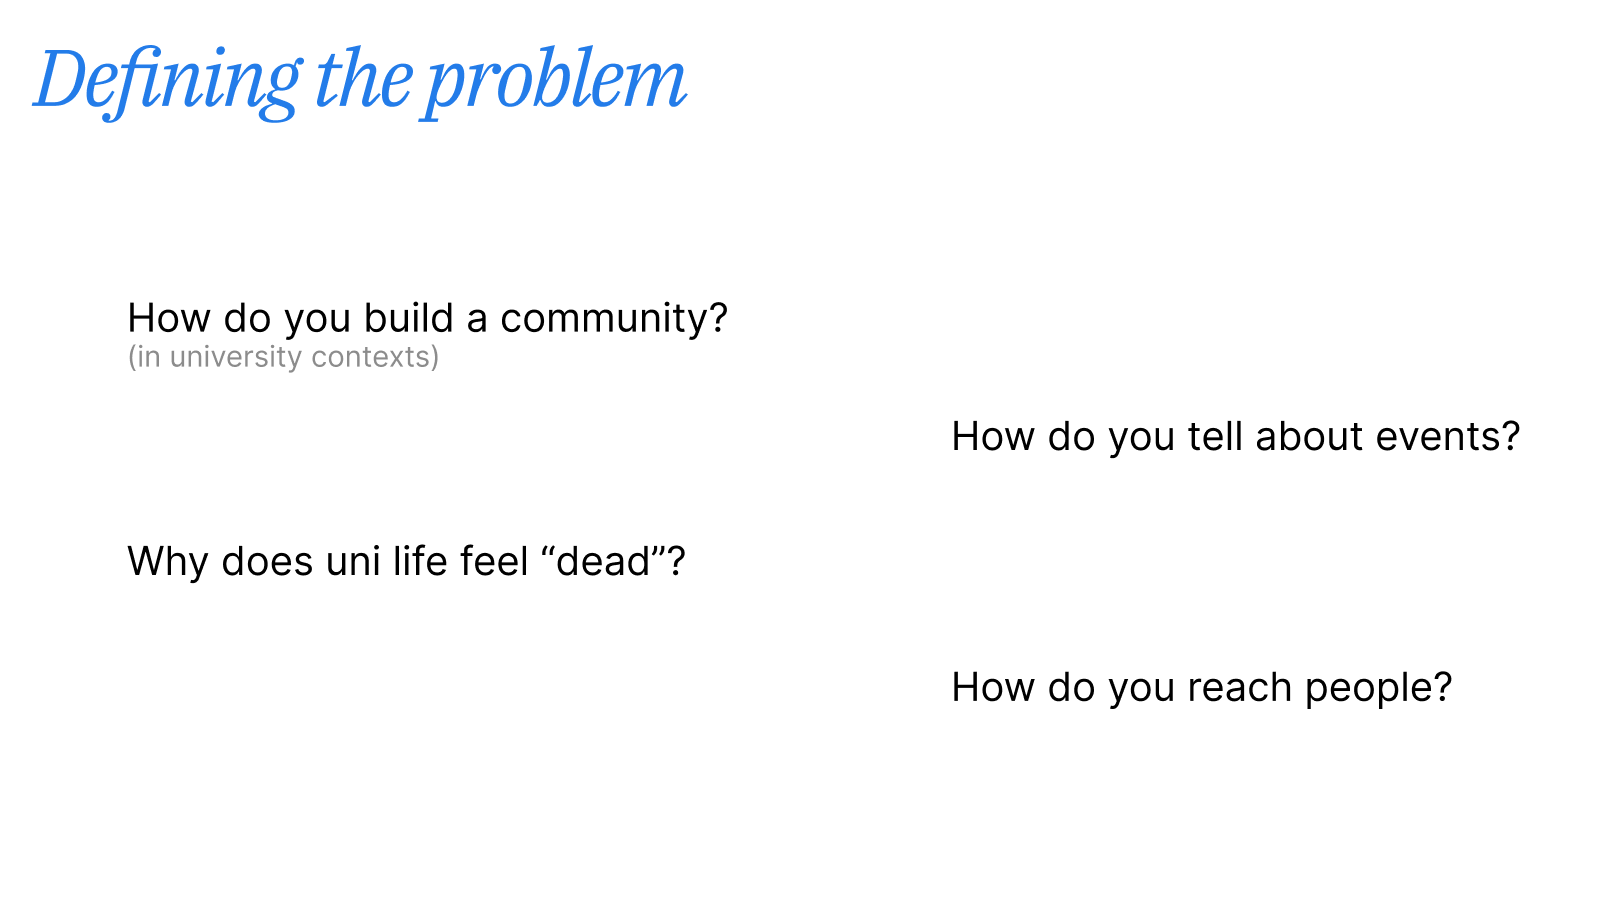 Defining the problem
How do you build a community?
(in university contexts)
How do you tell about events?
Why does uni life feel “dead”?
How do you reach people?